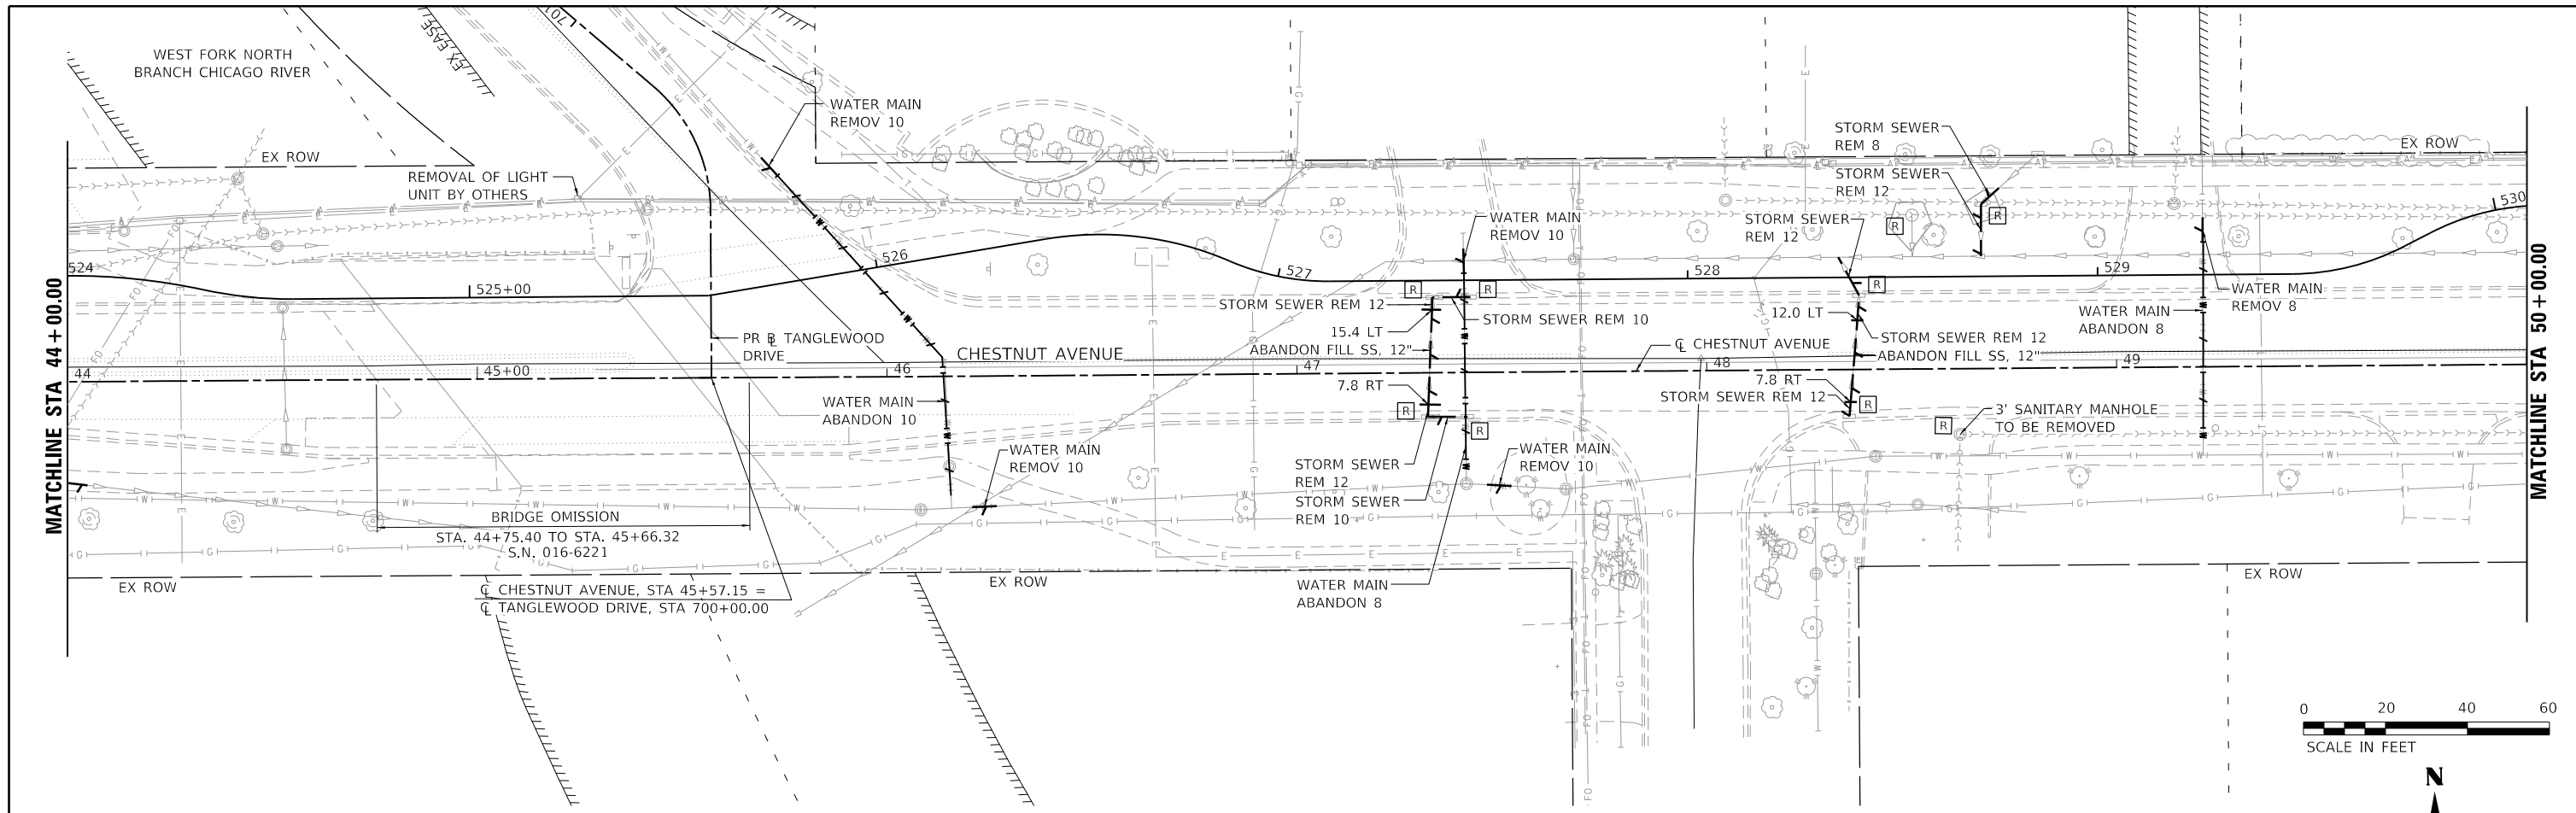 WEST FORK NORTH
BRANCH CHICAGO RIVER
EX EASE
701
WATER MAIN
REMOV 10
STORM SEWER
REM 8
EX ROW
EX ROW
REMOVAL OF LIGHT
UNIT BY OTHERS
STORM SEWER
REM 12
WATER MAIN
REMOV 10
STORM SEWER
REM 12
R
R
530
524
525+00
526
527
528
529
R
R
R
WATER MAIN
REMOV 8
STORM SEWER REM 12
STORM SEWER REM 10
12.0 LT
WATER MAIN
ABANDON 8
15.4 LT
ABANDON FILL SS, 12"
STORM SEWER REM 12
ABANDON FILL SS, 12"
PR B TANGLEWOOD
DRIVE
CHESTNUT AVENUE
CL CHESTNUT AVENUE
44
45+00
46
47
48
49
7.8 RT
7.8 RT
STORM SEWER REM 12
R
R
R
R
WATER MAIN
ABANDON 10
3' SANITARY MANHOLE
TO BE REMOVED
WATER MAIN
REMOV 10
WATER MAIN
REMOV 10
STORM SEWER
REM 12
STORM SEWER
REM 10
BRIDGE OMISSION
STA. 44+75.40 TO STA. 45+66.32
S.N. 016-6221
EX ROW
EX ROW
EX ROW
CL CHESTNUT AVENUE, STA 45+57.15 =
CL TANGLEWOOD DRIVE, STA 700+00.00
WATER MAIN
ABANDON 8
MATCHLINE STA 44+00.00
MATCHLINE STA 50+00.00
0 20 40 60
SCALE IN FEET
N